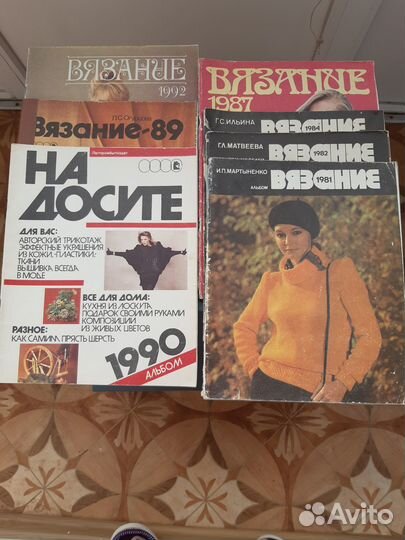 ВЯЗАНИЕ
1992
ВЯЗАНИЕ
1987
Вязание-89
Г.С.ИЛЬИНА
ВЯЗАНИЕ
1984
Г.А.МАТВЕЕВА
ВЯЗАНИЕ
1982
И.П.МАРТЫНЕНКО
АЛЬБОМ
ВЯЗАНИЕ
1981
НА
ДОСУГЕ
ДЛЯ ВАС:
АВТОРСКИЙ ТРИКОТАЖ
ЭФФЕКТНЫЕ УКРАШЕНИЯ
ИЗ КОЖИ, ПЛАСТИКИ,
ТКАНИ
ВЫШИВКА ВСЕГДА
В МОДЕ
ВСЕ ДЛЯ ДОМА:
КУХНЯ ИЗ ЛОСКУТА
ПОДАРОК СВОИМИ РУКАМИ
КОМПОЗИЦИИ
ИЗ ЖИВЫХ ЦВЕТОВ
РАЗНОЕ:
КАК САМИМ ПРЯСТЬ ШЕРСТЬ
1990
АЛЬБОМ
Avito